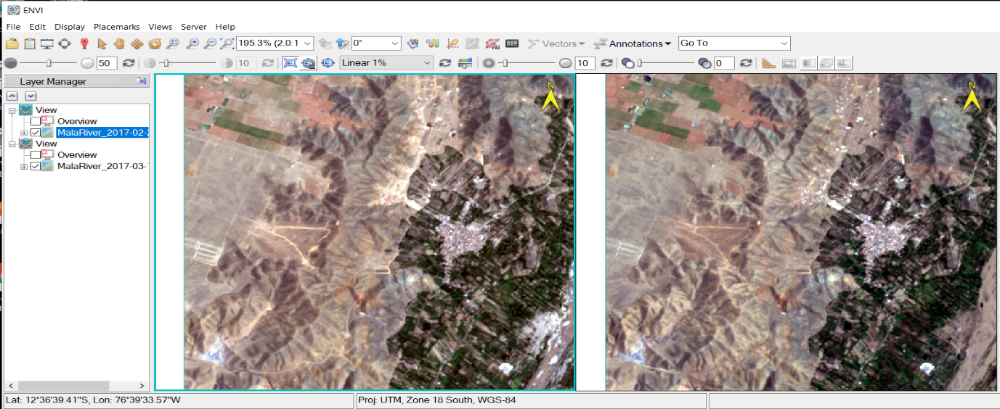 ENVI
File Edit Display Placemarks Views Server Help
195.3% (2.0:1 0° Vectors Annotations Go To
50 10 Linear 1% 10 0
Layer Manager
View
Overview
MalaRiver_2017-02-2
View
Overview
MalaRiver_2017-03-
N
N
Lat: 12°36'39.41"S, Lon: 76°39'33.57"W Proj: UTM, Zone 18 South, WGS-84